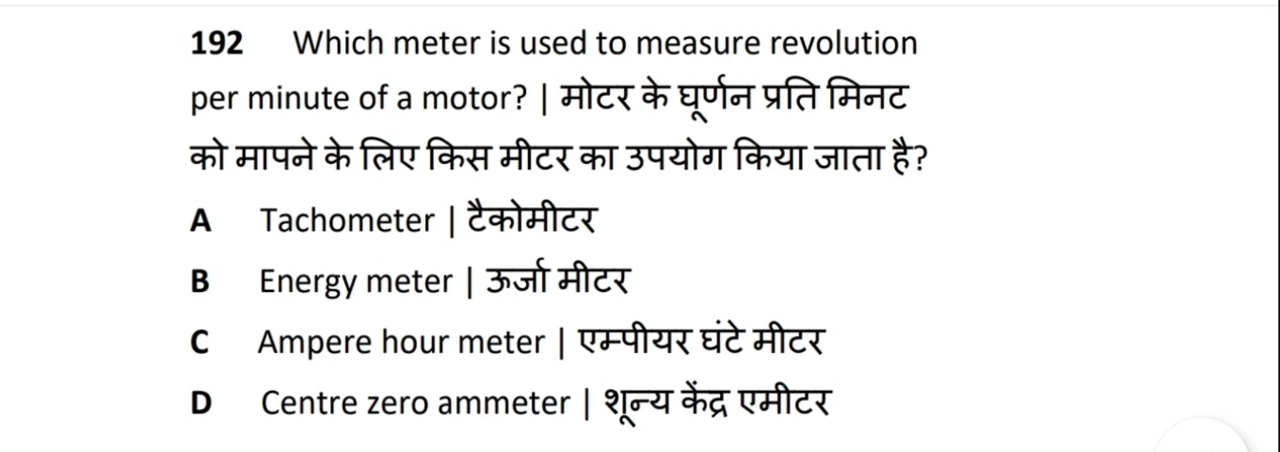 192 Which meter is used to measure revolution
per minute of a motor? | मोटर के घूर्णन प्रति मिनट
को मापने के लिए किस मीटर का उपयोग किया जाता है?
A Tachometer | टैकोमीटर
B Energy meter | ऊर्जा मीटर
C Ampere hour meter | एम्पीयर घंटे मीटर
D Centre zero ammeter | शून्य केंद्र एमीटर